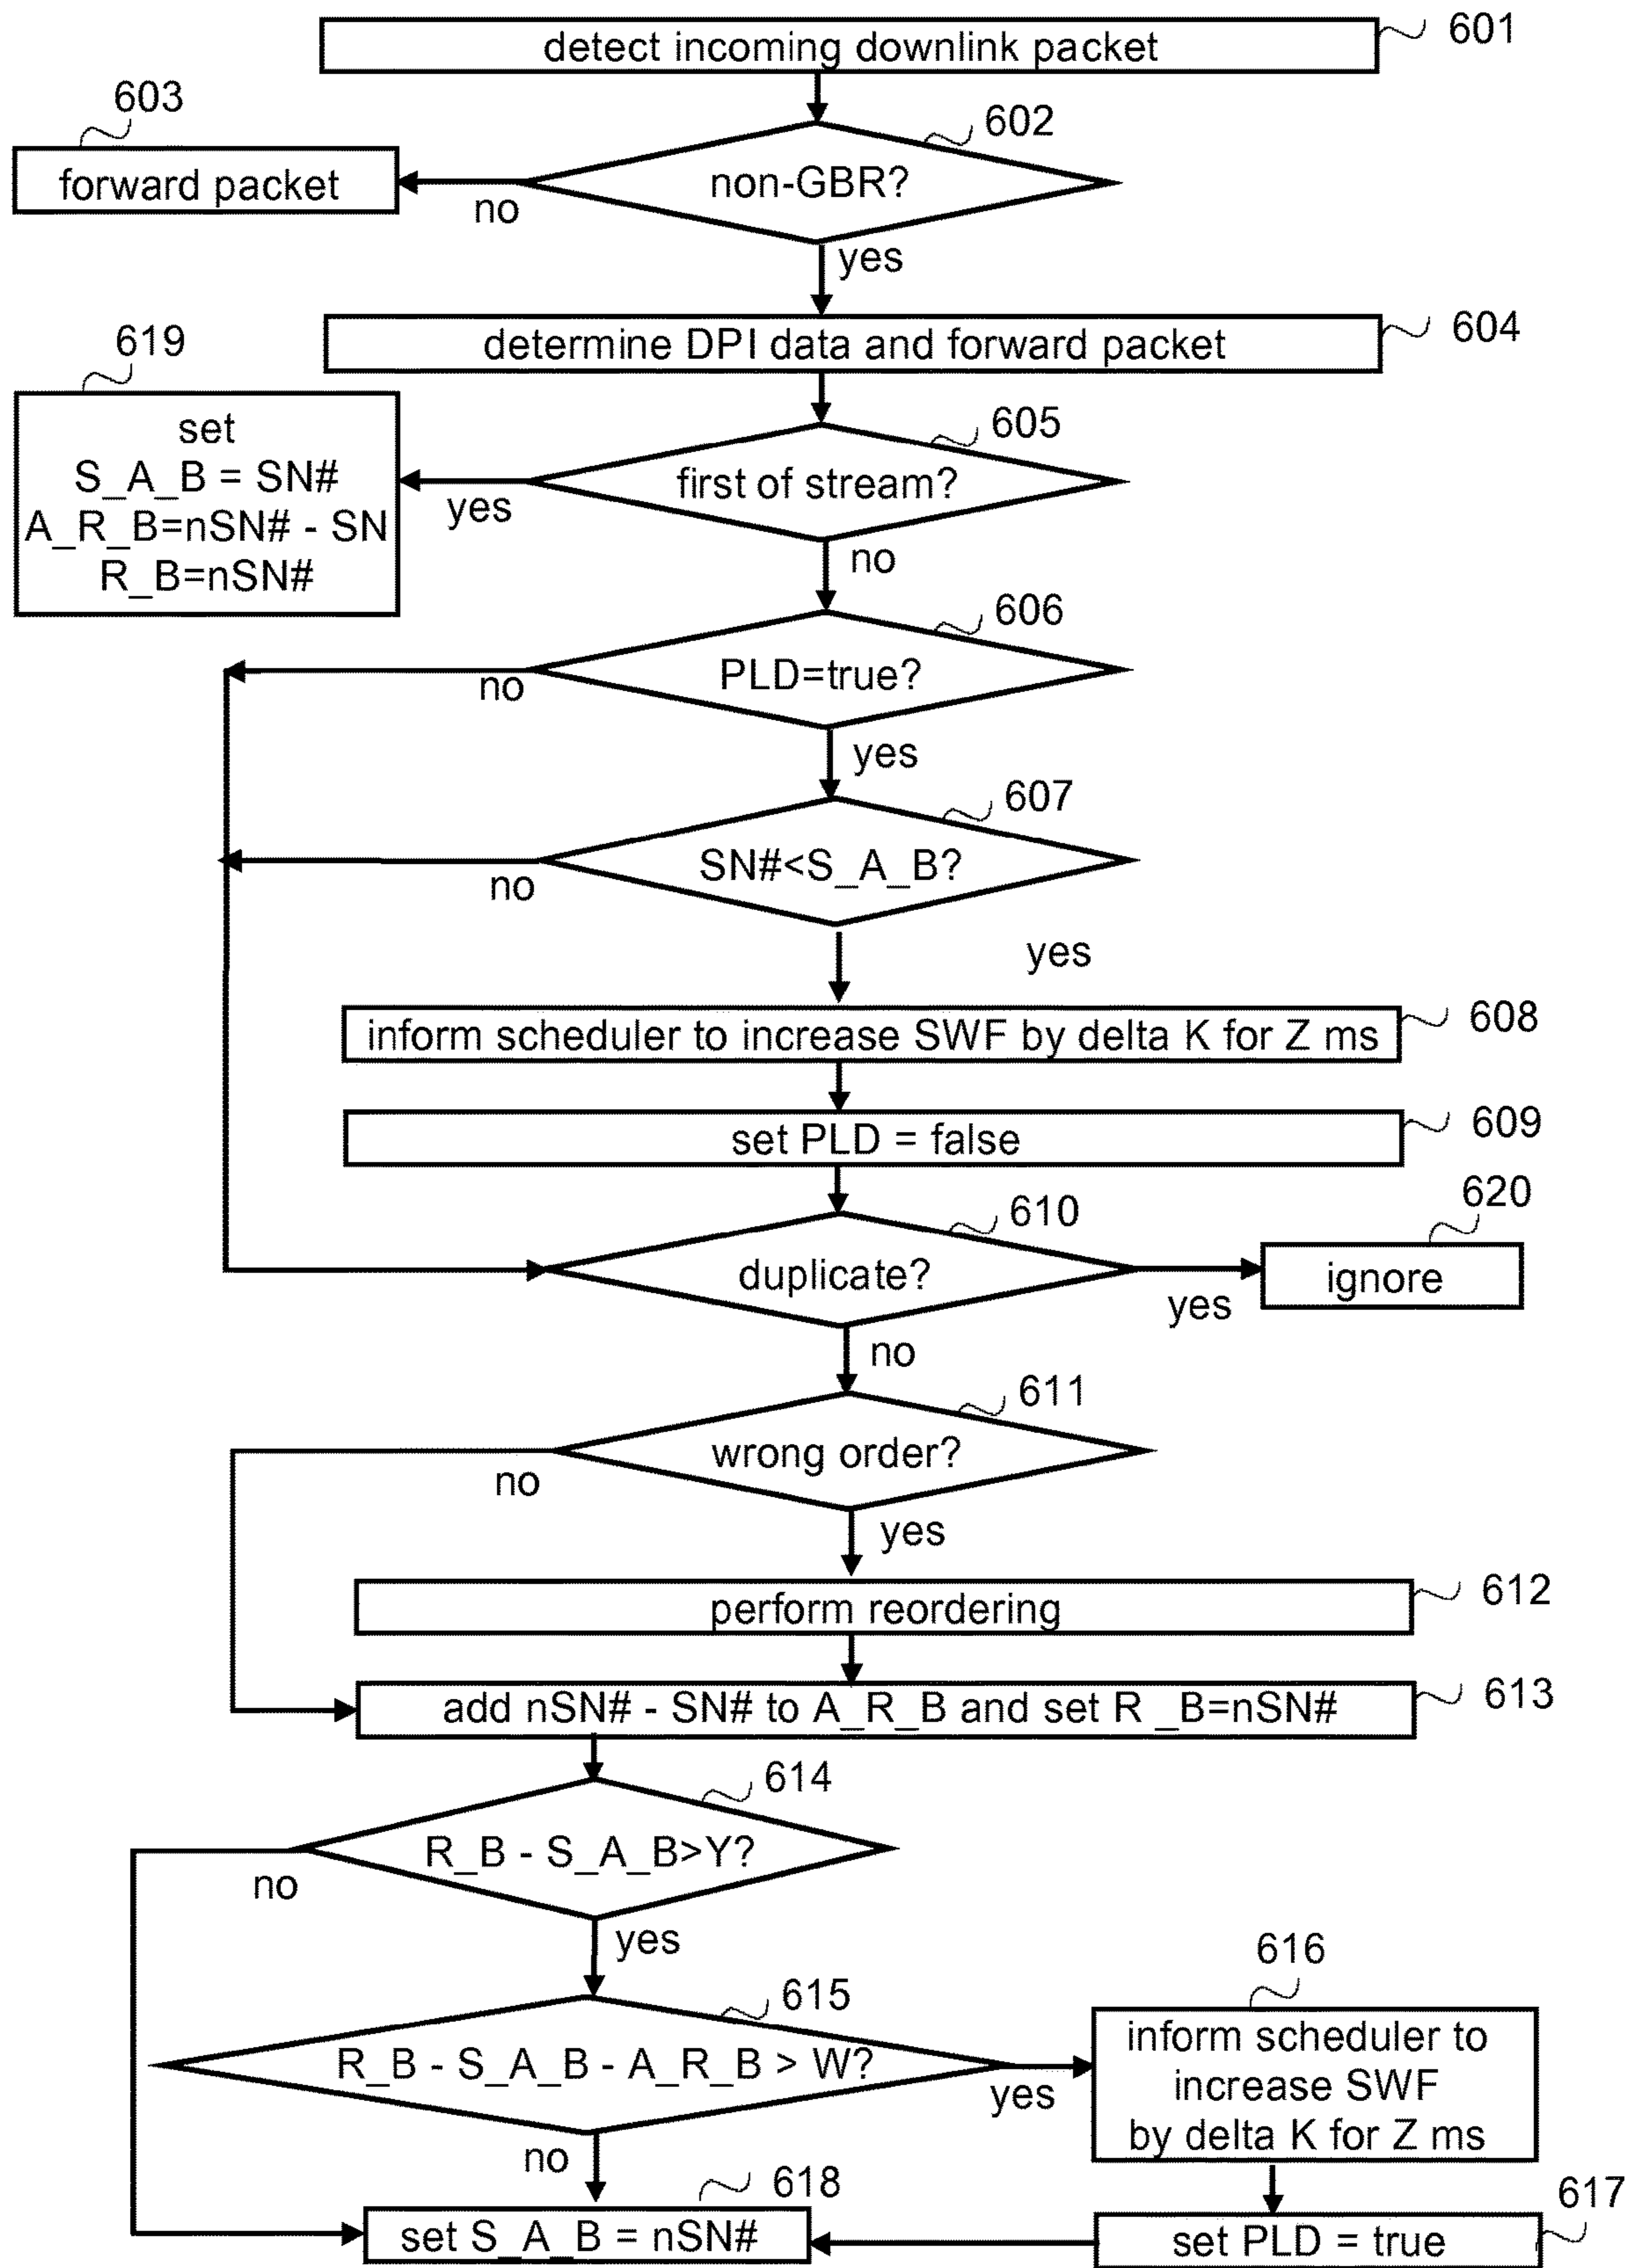 detect incoming downlink packet
601
603
602
forward packet
non-GBR?
no
yes
619
determine DPI data and forward packet
604
set
S_A_B = SN#
A_R_B=nSN# - SN
R_B=nSN#
605
first of stream?
yes
no
606
PLD=true?
no
yes
607
SN#<S_A_B?
no
yes
inform scheduler to increase SWF by delta K for Z ms
608
set PLD = false
609
610
620
duplicate?
yes
ignore
no
611
wrong order?
no
yes
perform reordering
612
add nSN# - SN# to A_R_B and set R _B=nSN#
613
614
R_B - S_A_B>Y?
no
yes
615
616
R_B - S_A_B - A_R_B > W?
yes
inform scheduler to
increase SWF
by delta K for Z ms
no
618
set S_A_B = nSN#
617
set PLD = true